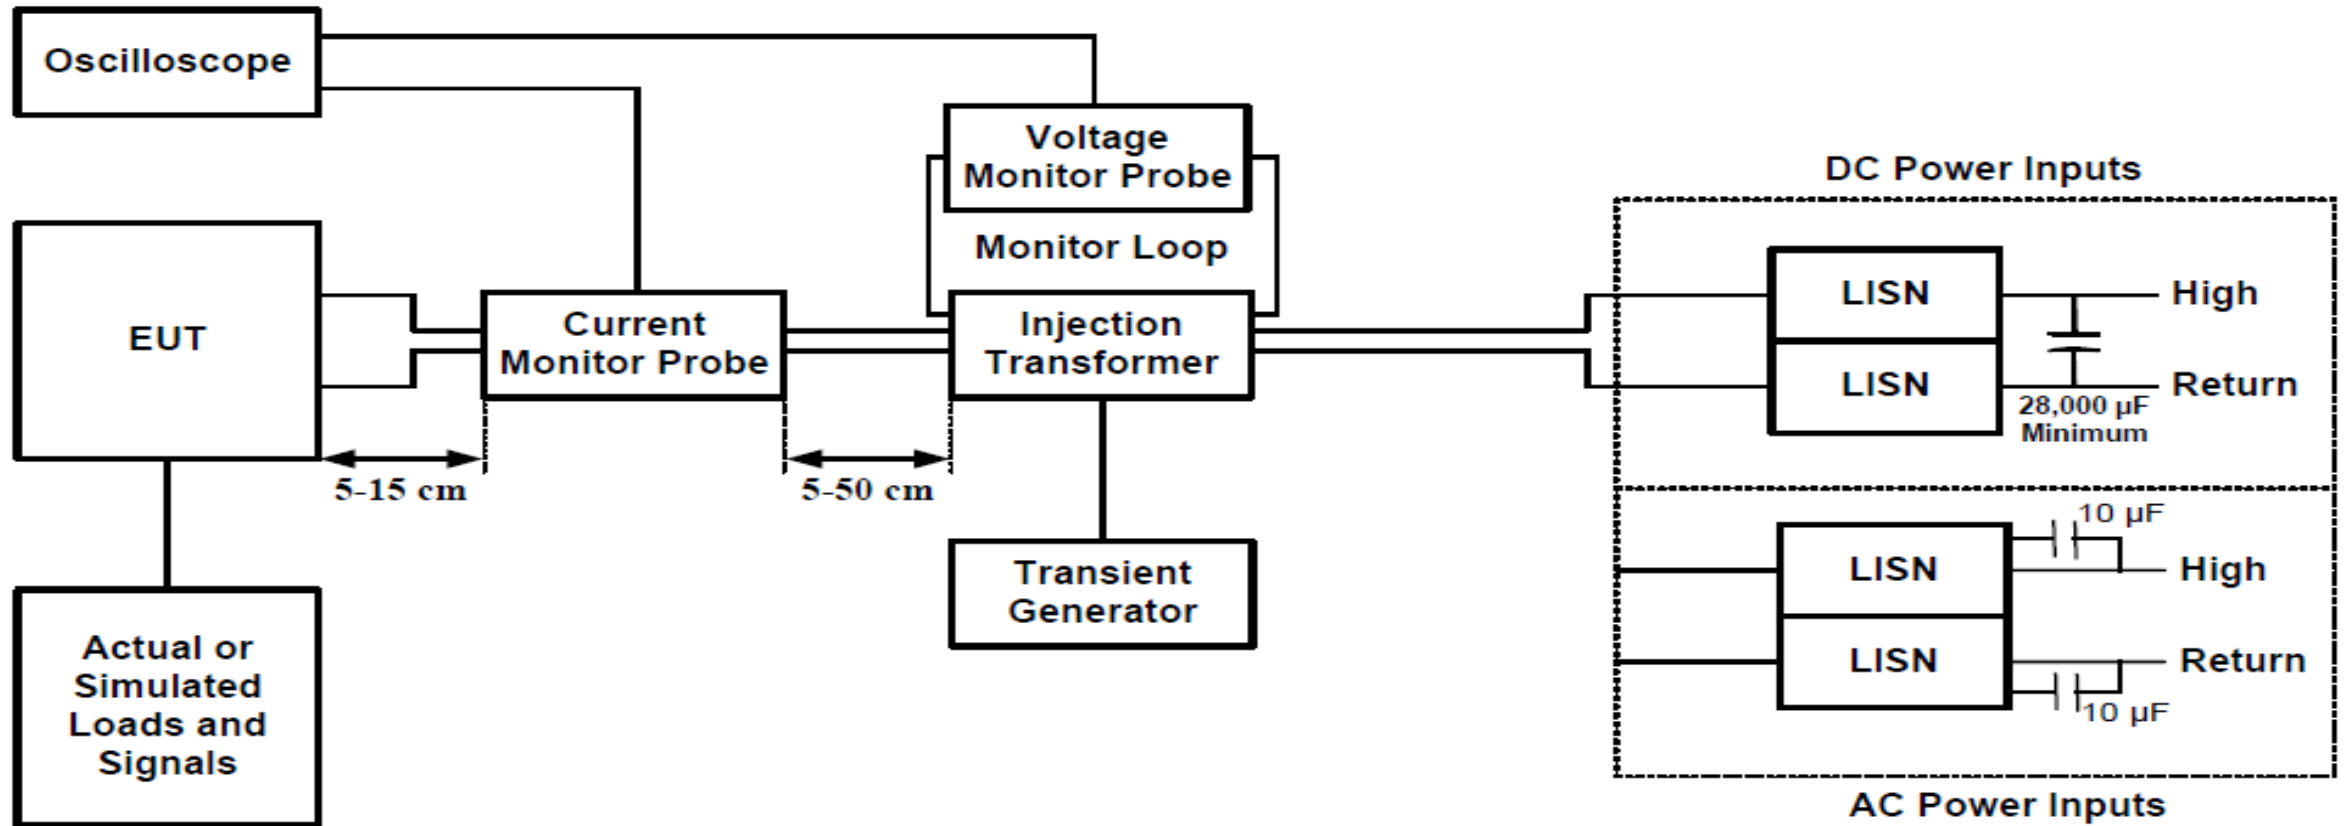 Oscilloscope
Voltage
Monitor Probe
Monitor Loop
DC Power Inputs
EUT
Current
Monitor Probe
Injection
Transformer
LISN
High
LISN
Return
28,000 µF
Minimum
5-15 cm
5-50 cm
Transient
Generator
Actual or
Simulated
Loads and
Signals
10 µF
LISN
High
LISN
Return
10 µF
AC Power Inputs